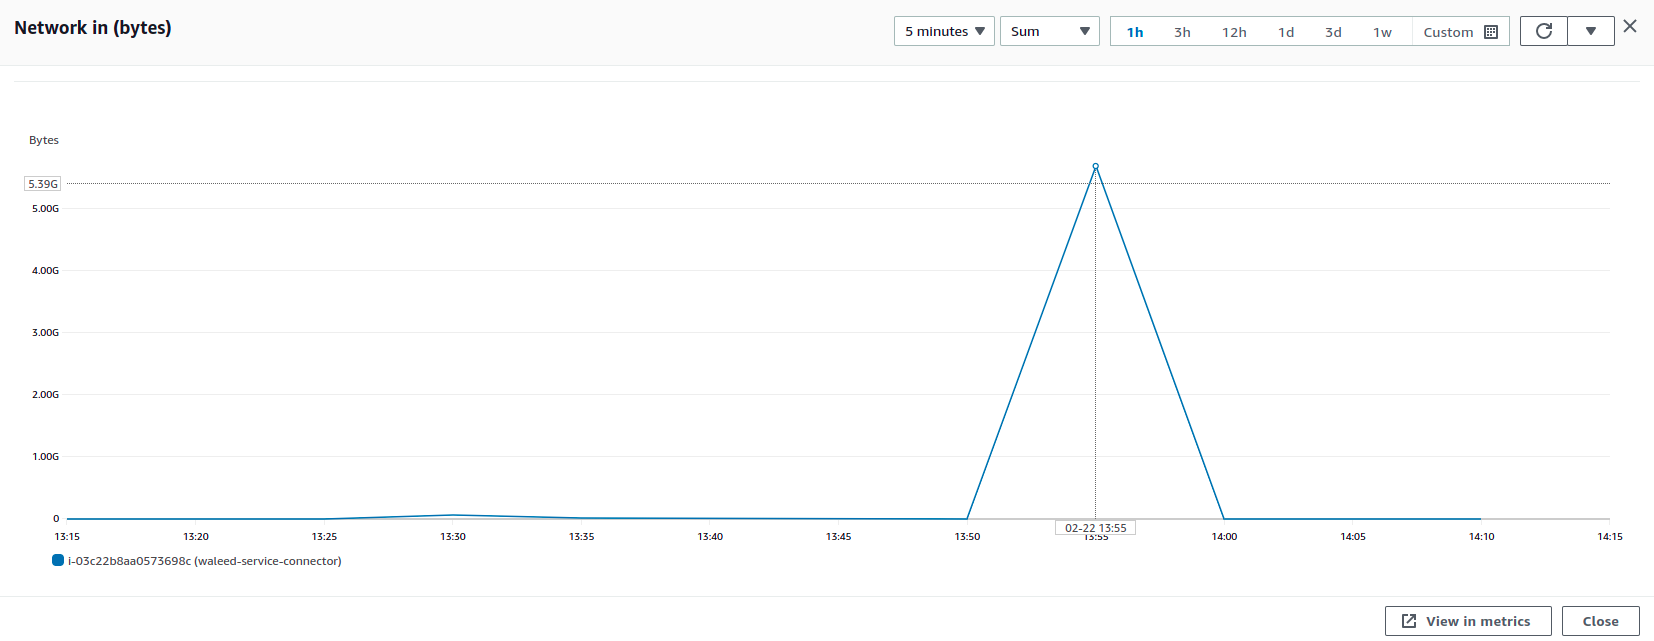 Network in (bytes)
5 minutes Sum 1h 3h 12h 1d 3d 1w Custom
Bytes
5.39G
5.00G
4.00G
3.00G
2.00G
1.00G
0
02-22 13:55
13:15 13:20 13:25 13:30 13:35 13:40 13:45 13:50 13:55 14:00 14:05 14:10 14:15
i-03c22b8aa0573698c (waleed-service-connector)
View in metrics Close